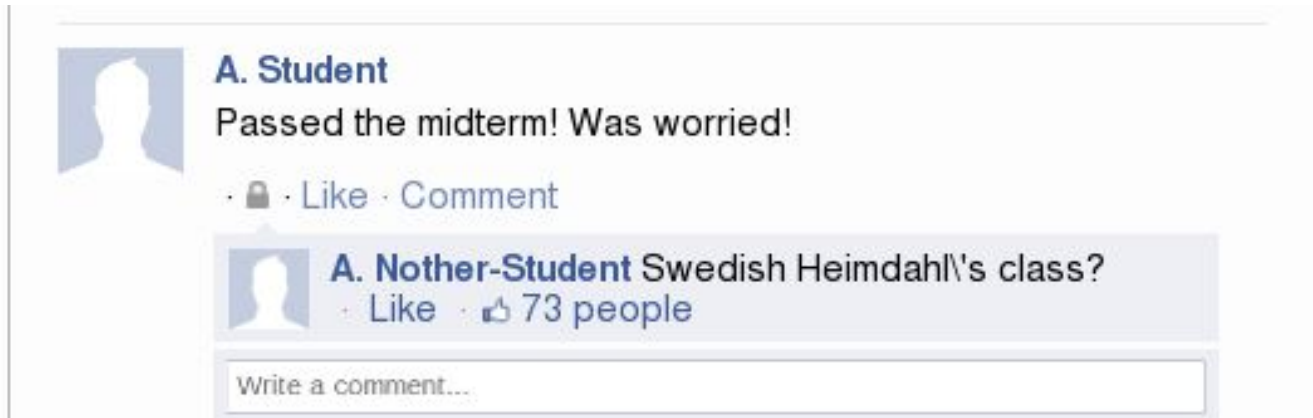 A. Student
Passed the midterm! Was worried!
· · Like · Comment
A. Nother-Student Swedish Heimdahl\'s class?
· Like · 73 people
Write a comment...